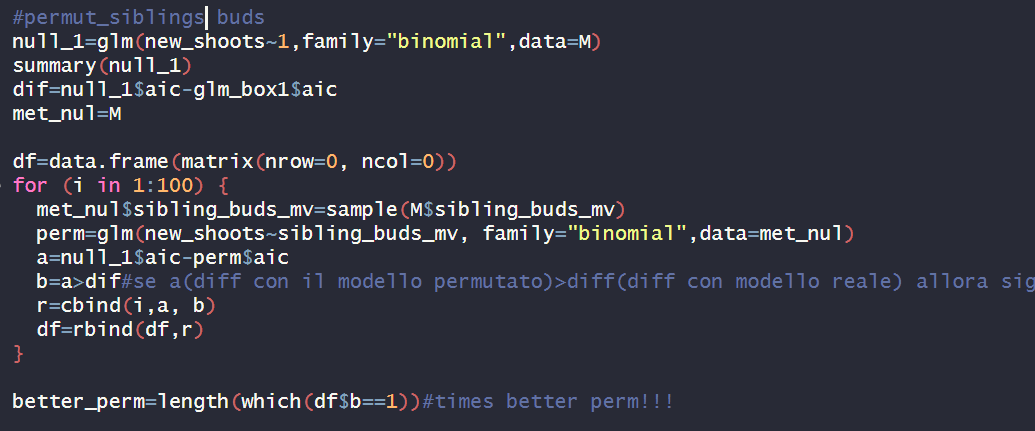 #permut_siblings buds
null_1=glm(new_shoots~1,family="binomial",data=M)
summary(null_1)
dif=null_1$aic-glm_box1$aic
met_nul=M
df=data.frame(matrix(nrow=0, ncol=0))
for (i in 1:100) {
  met_nul$sibling_buds_mv=sample(M$sibling_buds_mv)
  perm=glm(new_shoots~sibling_buds_mv, family="binomial",data=met_nul)
  a=null_1$aic-perm$aic
  b=a>dif#se a(diff con il modello permutato)>diff(diff con modello reale) allora sig
  r=cbind(i,a, b)
  df=rbind(df,r)
}
better_perm=length(which(df$b==1))#times better perm!!!